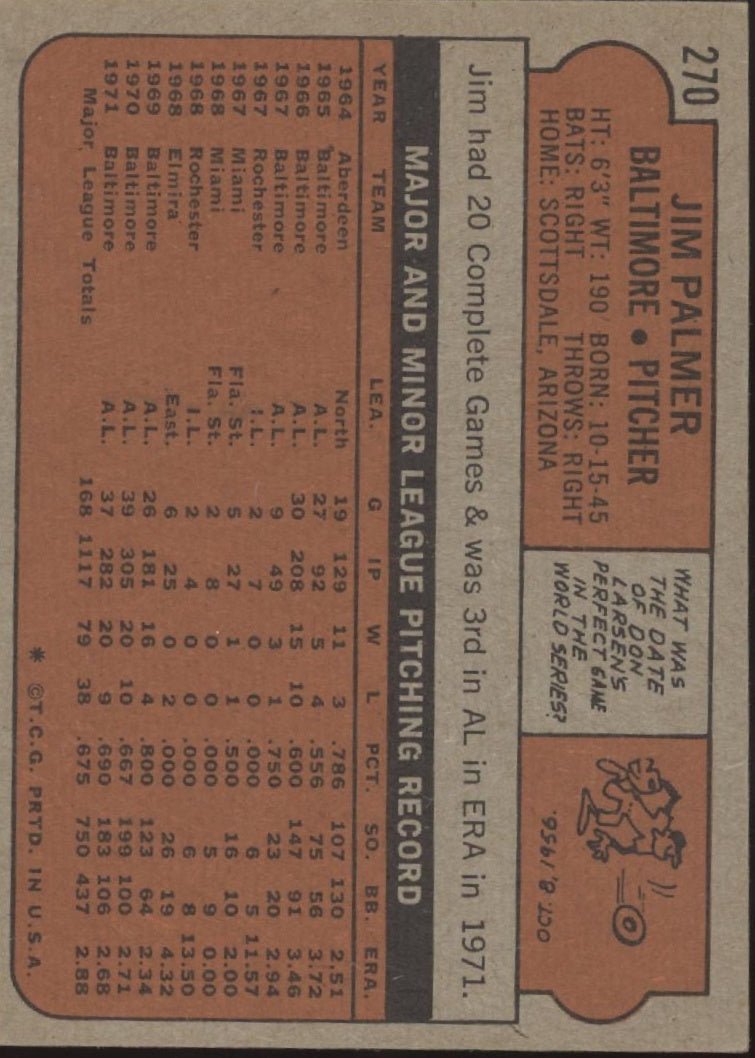 270
JIM PALMER
BALTIMORE • PITCHER
HT: 6'3" WT: 190 BORN: 10-15-45
BATS: RIGHT THROWS: RIGHT
HOME: SCOTTSDALE, ARIZONA
WHAT WAS
THE DATE
OF DON
LARSEN'S
PERFECT GAME
IN THE
WORLD SERIES?
OCT. 8, 1956.
Jim had 20 Complete Games & was 3rd in AL in ERA in 1971.
MAJOR AND MINOR LEAGUE PITCHING RECORD
YEAR TEAM LEA. G IP W L PCT. SO. BB. ERA.
1964 Aberdeen North 19 129 11 3 .786 107 130 2.51
1965 Baltimore A.L. 27 92 5 4 .556 75 56 3.72
1966 Baltimore A.L. 30 208 15 10 .600 147 91 3.46
1967 Baltimore A.L. 9 49 3 1 .750 23 20 2.94
1967 Rochester I.L. 2 7 0 0 .000 6 5 11.57
1967 Miami Fla. St. 5 27 1 1 .500 16 10 2.00
1968 Miami Fla. St. 2 8 0 0 .000 5 9 0.00
1968 Rochester I.L. 2 4 0 0 .000 6 8 13.50
1968 Elmira East. 6 25 0 2 .000 26 19 4.32
1969 Baltimore A.L. 26 181 16 4 .800 123 64 2.34
1970 Baltimore A.L. 39 305 20 10 .667 199 100 2.71
1971 Baltimore A.L. 37 282 20 9 .690 183 106 2.68
Major League Totals 168 1117 79 38 .675 750 437 2.88
* ©T.C.G. PRTD. IN U.S.A.